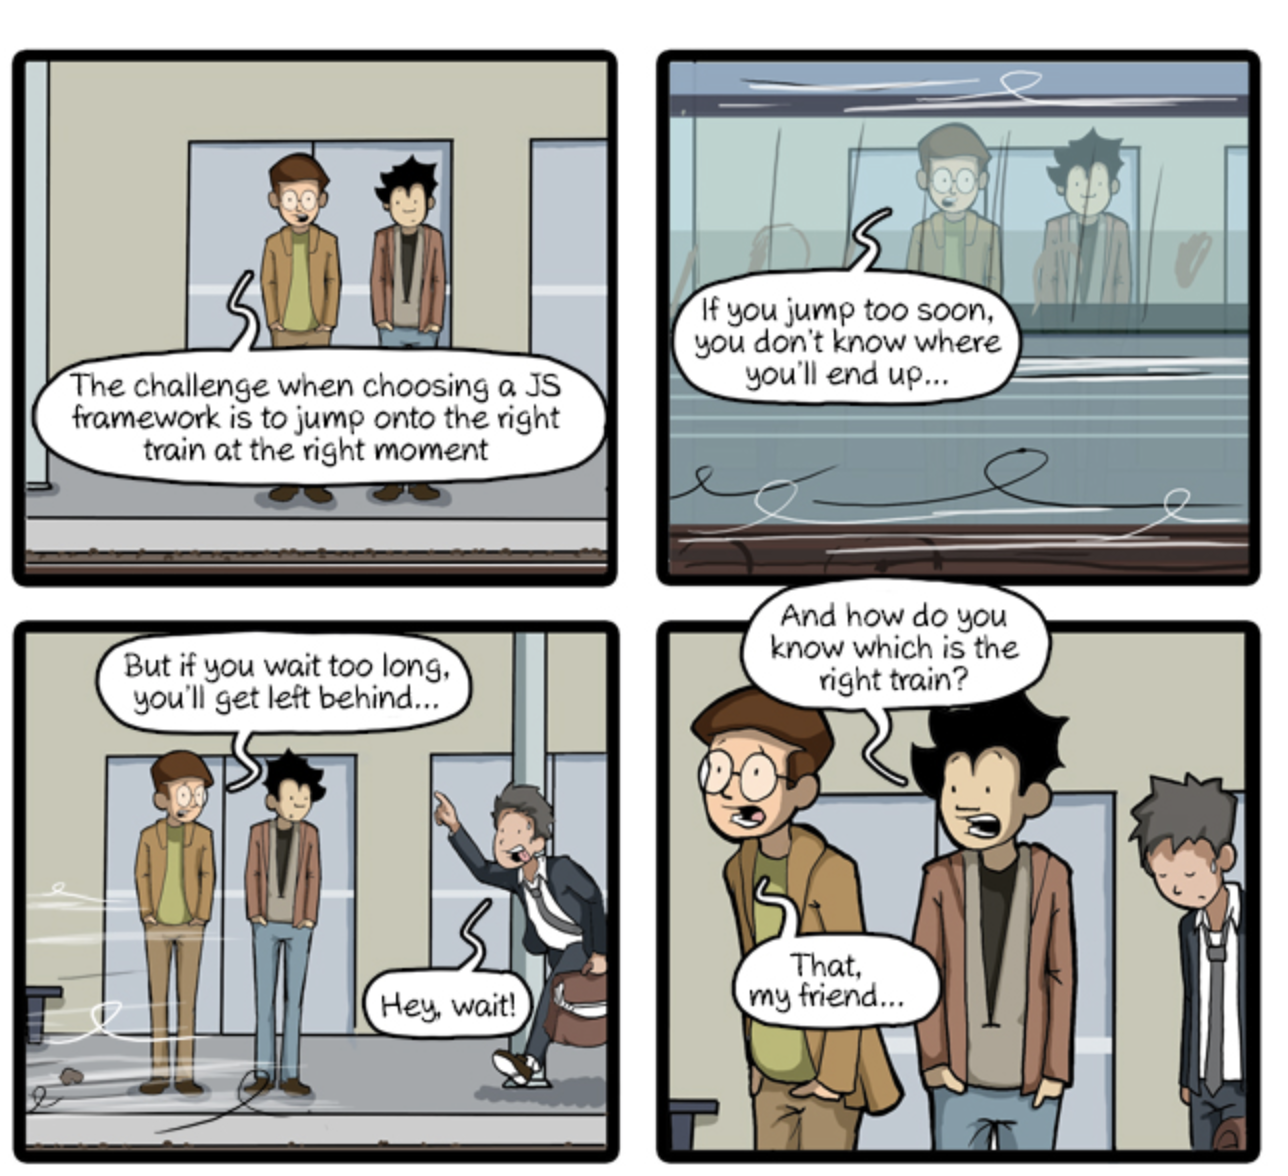 The challenge when choosing a JS
framework is to jump onto the right
train at the right moment
If you jump too soon,
you don't know where
you'll end up...
But if you wait too long,
you'll get left behind...
Hey, wait!
And how do you
know which is the
right train?
That,
my friend...